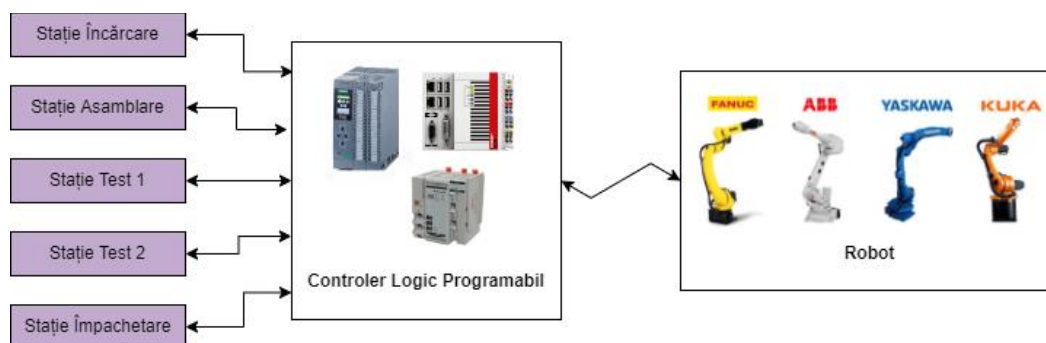 Stație Încărcare
Stație Asamblare
Stație Test 1
Stație Test 2
Stație Împachetare
Controler Logic Programabil
FANUC
ABB
YASKAWA
KUKA
Robot